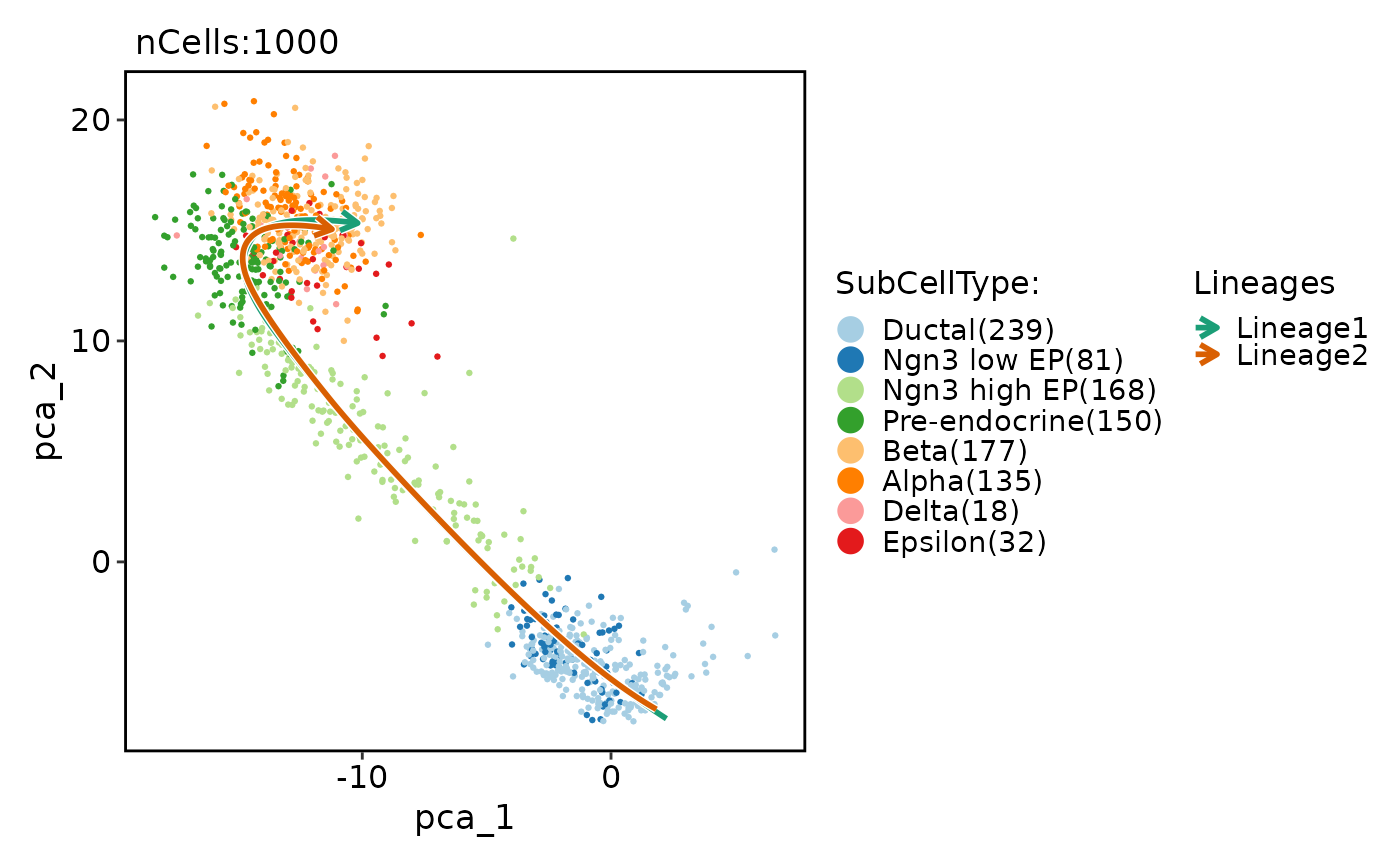 nCells:1000
20
10
0
pca_2
-10
0
pca_1
SubCellType:
Ductal(239)
Ngn3 low EP(81)
Ngn3 high EP(168)
Pre-endocrine(150)
Beta(177)
Alpha(135)
Delta(18)
Epsilon(32)
Lineages
Lineage1
Lineage2